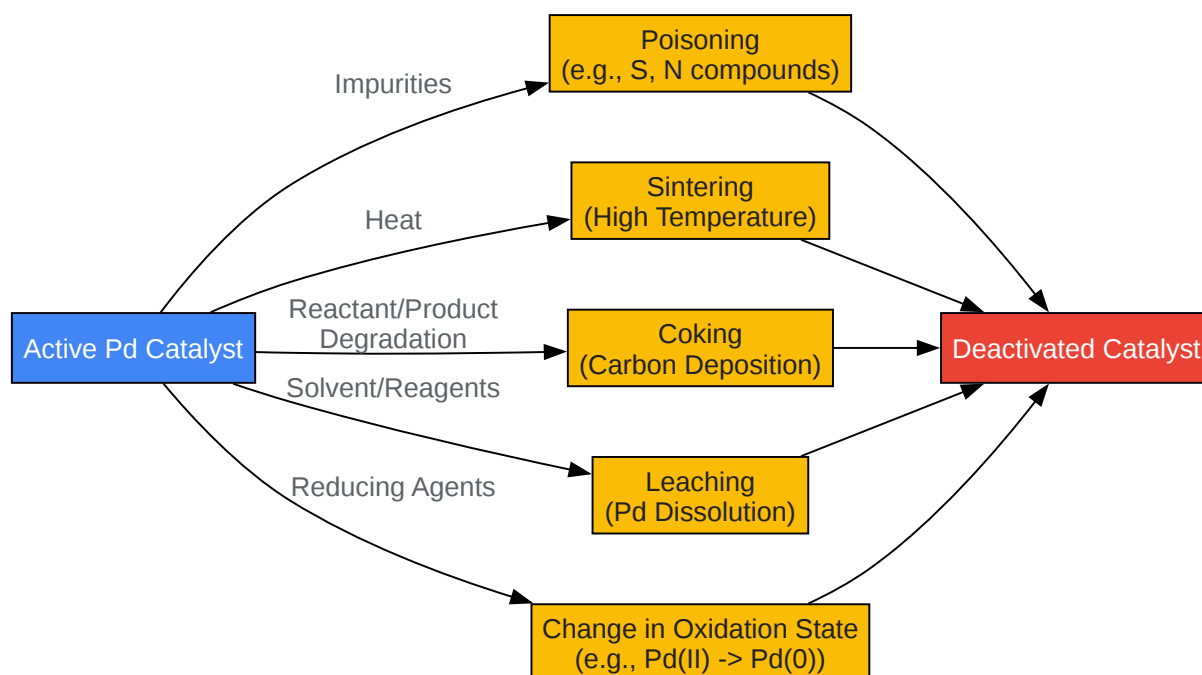 Poisoning
(e.g., S, N compounds)
Impurities
Sintering
(High Temperature)
Heat
Reactant/Product
Degradation
Active Pd Catalyst
Coking
(Carbon Deposition)
Deactivated Catalyst
Solvent/Reagents
Leaching
(Pd Dissolution)
Reducing Agents
Change in Oxidation State
(e.g., Pd(II) -> Pd(0))